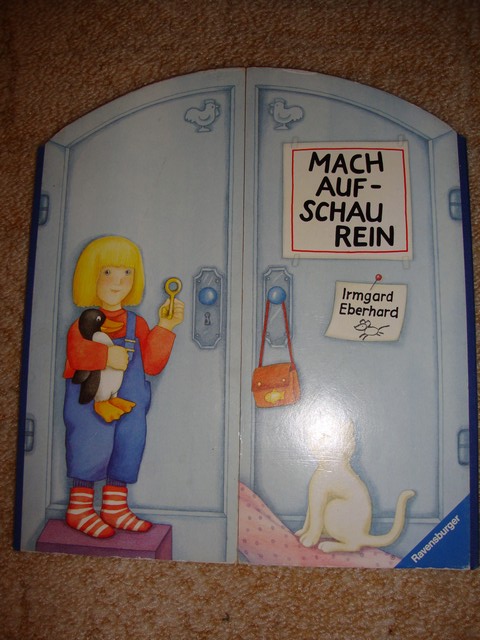 MACH
AUF-
SCHAU
REIN
Irmgard
Eberhard
Ravensburger